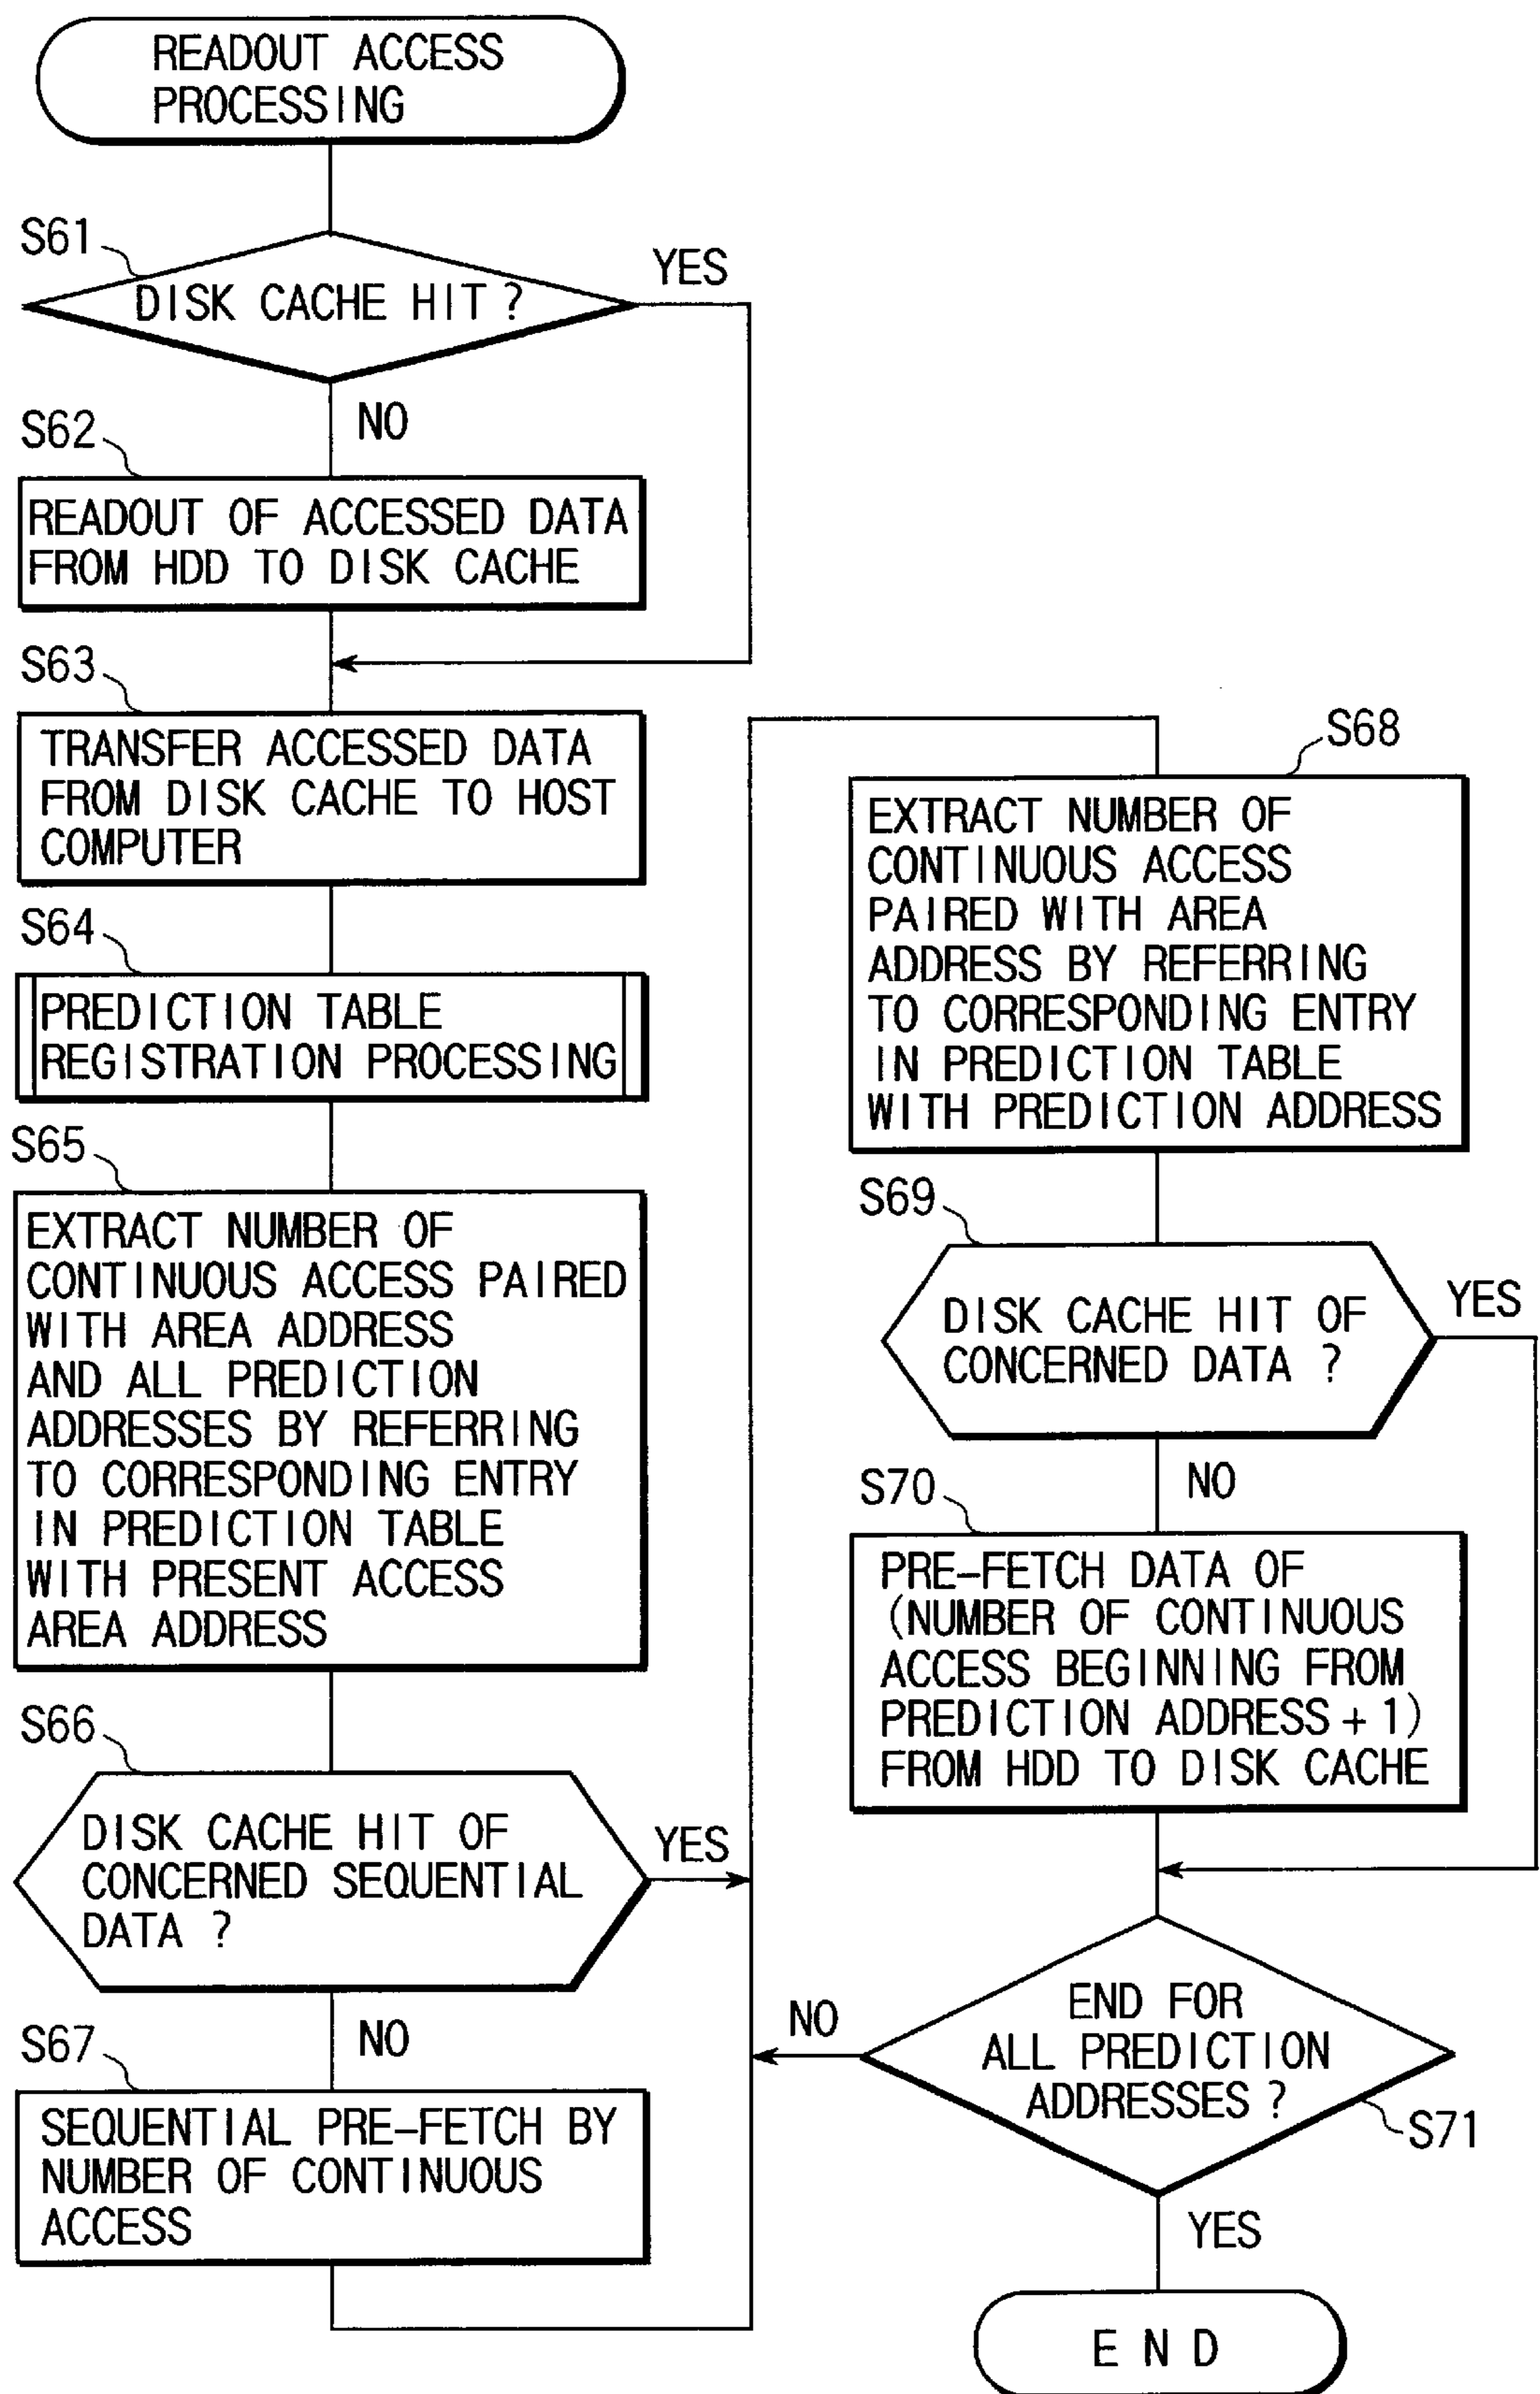 READOUT ACCESS
PROCESSING
S61
DISK CACHE HIT ?
YES
NO
S62
READOUT OF ACCESSED DATA
FROM HDD TO DISK CACHE
S63
TRANSFER ACCESSED DATA
FROM DISK CACHE TO HOST
COMPUTER
S64
PREDICTION TABLE
REGISTRATION PROCESSING
S65
EXTRACT NUMBER OF
CONTINUOUS ACCESS PAIRED
WITH AREA ADDRESS
AND ALL PREDICTION
ADDRESSES BY REFERRING
TO CORRESPONDING ENTRY
IN PREDICTION TABLE
WITH PRESENT ACCESS
AREA ADDRESS
S66
DISK CACHE HIT OF
CONCERNED SEQUENTIAL
DATA ?
YES
NO
S67
SEQUENTIAL PRE-FETCH BY
NUMBER OF CONTINUOUS
ACCESS
S68
EXTRACT NUMBER OF
CONTINUOUS ACCESS
PAIRED WITH AREA
ADDRESS BY REFERRING
TO CORRESPONDING ENTRY
IN PREDICTION TABLE
WITH PREDICTION ADDRESS
S69
DISK CACHE HIT OF
CONCERNED DATA ?
YES
NO
S70
PRE-FETCH DATA OF
(NUMBER OF CONTINUOUS
ACCESS BEGINNING FROM
PREDICTION ADDRESS + 1)
FROM HDD TO DISK CACHE
NO
END FOR
ALL PREDICTION
ADDRESSES ?
S71
YES
END